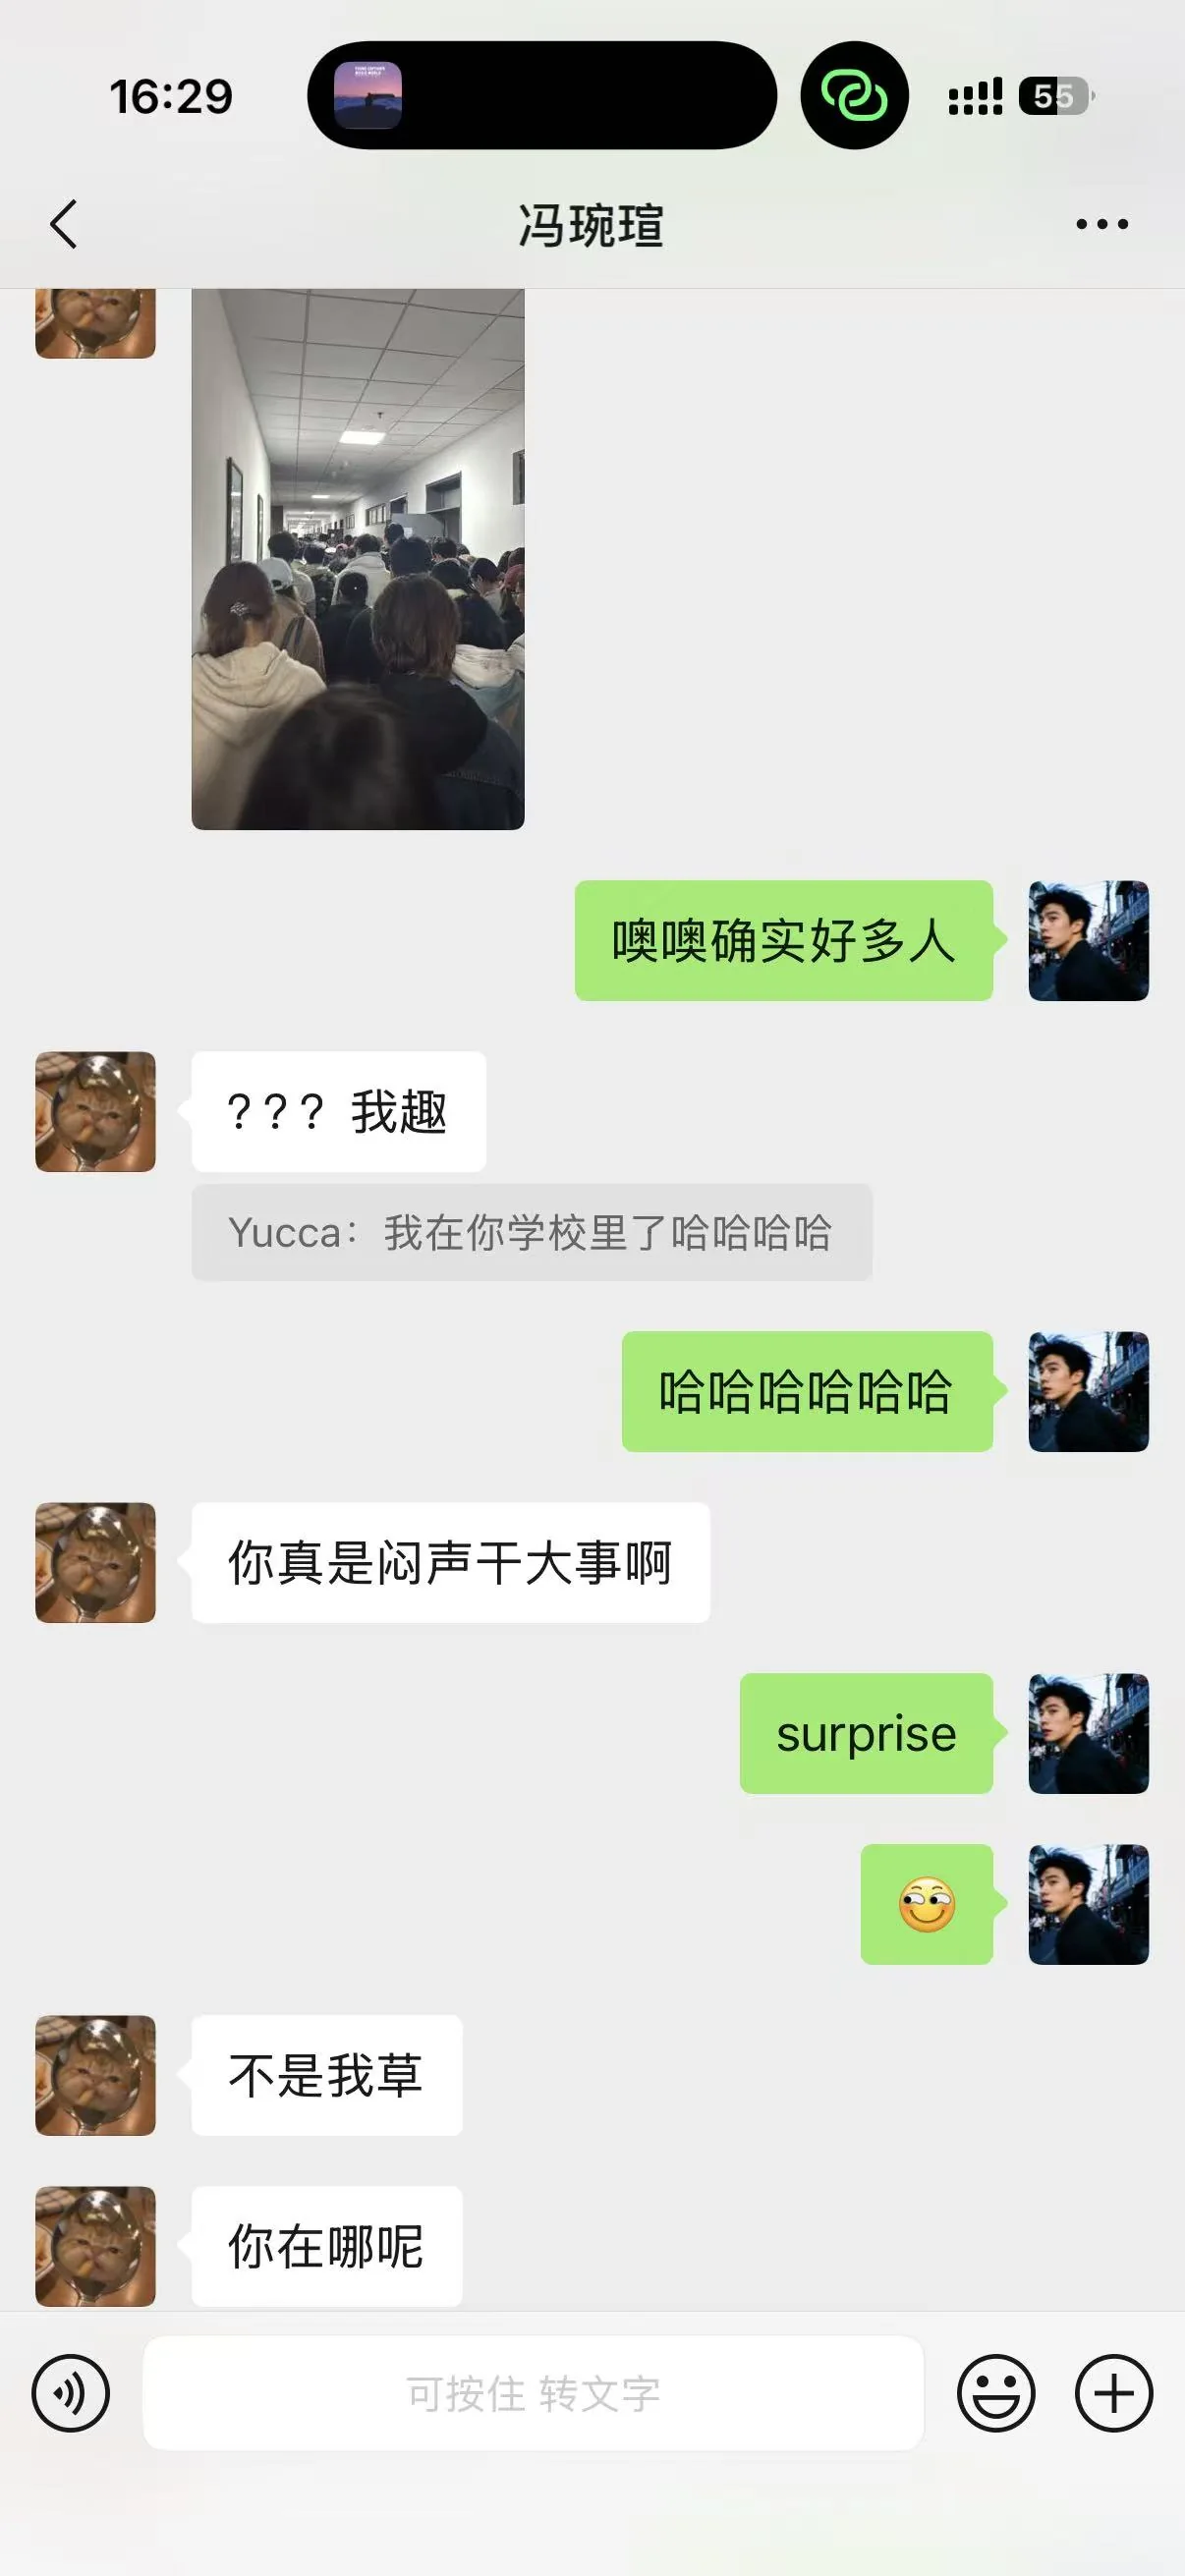 16:29
55
冯琬瑄
噢噢确实好多人
？？？ 我趣
Yucca：我在你学校里了哈哈哈哈
哈哈哈哈哈哈
你真是闷声干大事啊
surprise
不是我草
你在哪呢
可按住 转文字